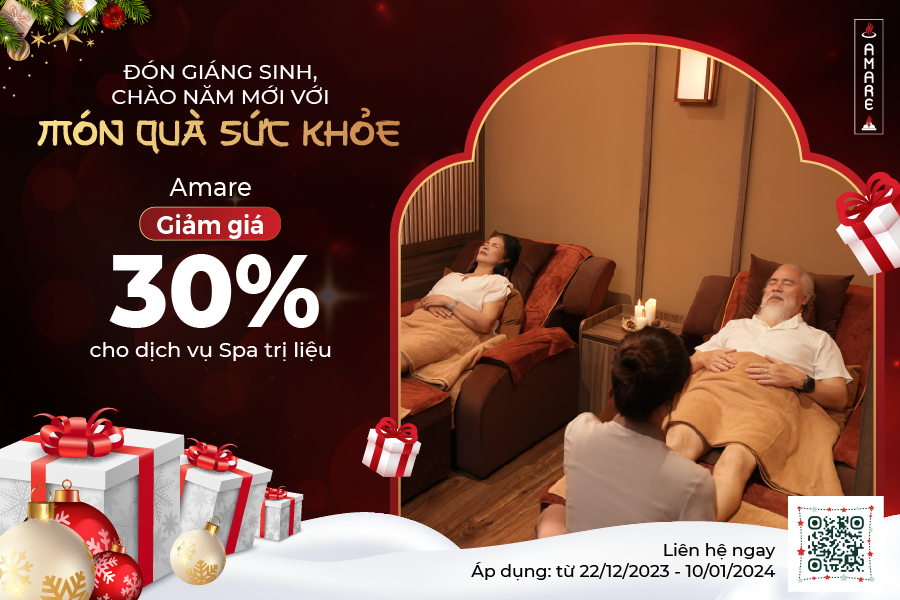 ĐÓN GIÁNG SINH,
CHÀO NĂM MỚI VỚI
MÓN QUÀ SỨC KHỎE
Amare
Giảm giá
30%
cho dịch vụ Spa trị liệu
AMARE
Liên hệ ngay
Áp dụng: từ 22/12/2023 - 10/01/2024